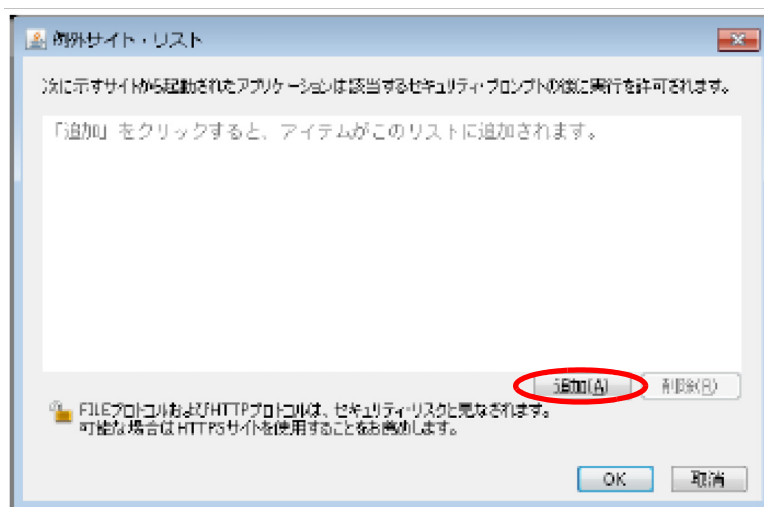 例外サイト・リスト
次に示すサイトから起動されたアプリケーションは該当するセキュリティ・プロンプトの後に実行を許可されます。
「追加」をクリックすると、アイテムがこのリストに追加されます。
追加(A)
削除(R)
FILEプロトコルおよびHTTPプロトコルは、セキュリティ・リスクと見なされます。
可能な場合はHTTPSサイトを使用することをお薦めします。
OK
取消